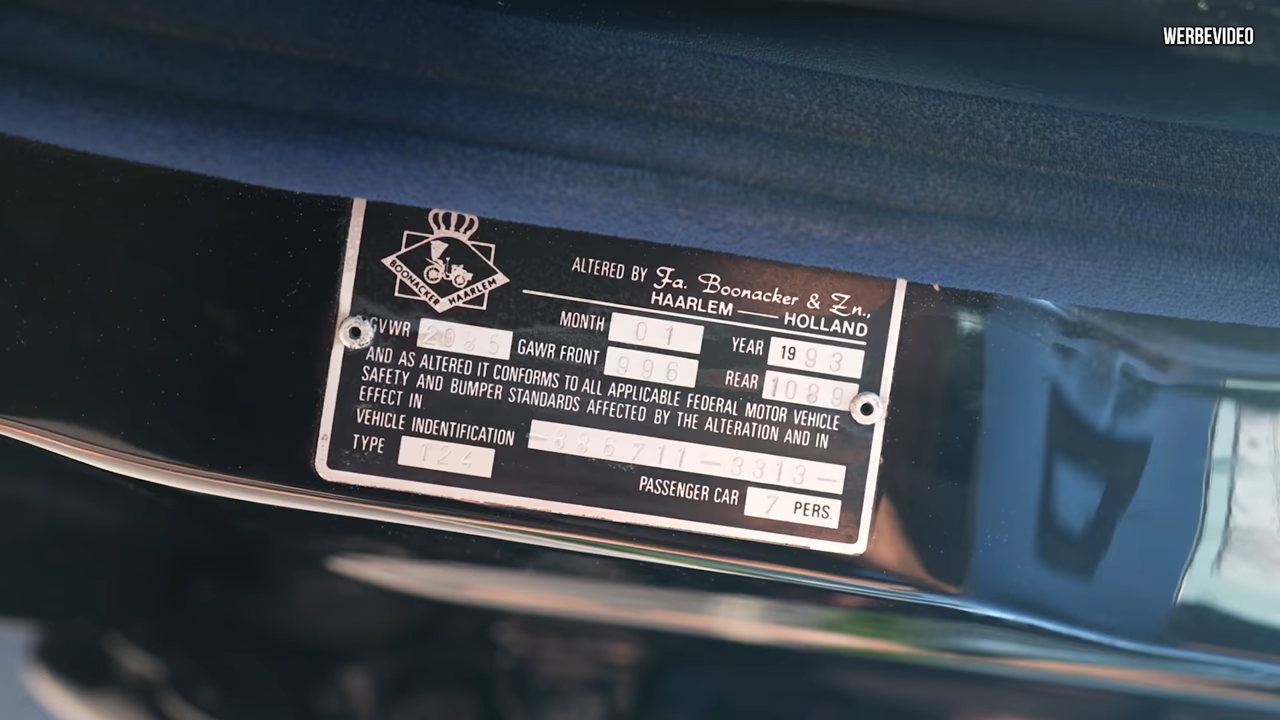 WERBEVIDEO
BOONACKER HAARLEM
ALTERED BY Fa. Boonacker & Zn.,
HAARLEM — HOLLAND
GVWR 2085 MONTH 01 YEAR 1993
GAWR FRONT 996 REAR 1089
AND AS ALTERED IT CONFORMS TO ALL APPLICABLE FEDERAL MOTOR VEHICLE
SAFETY AND BUMPER STANDARDS AFFECTED BY THE ALTERATION AND IN
EFFECT IN
VEHICLE INDENTIFICATION -336711-3313-
TYPE 124
PASSENGER CAR 7 PERS.